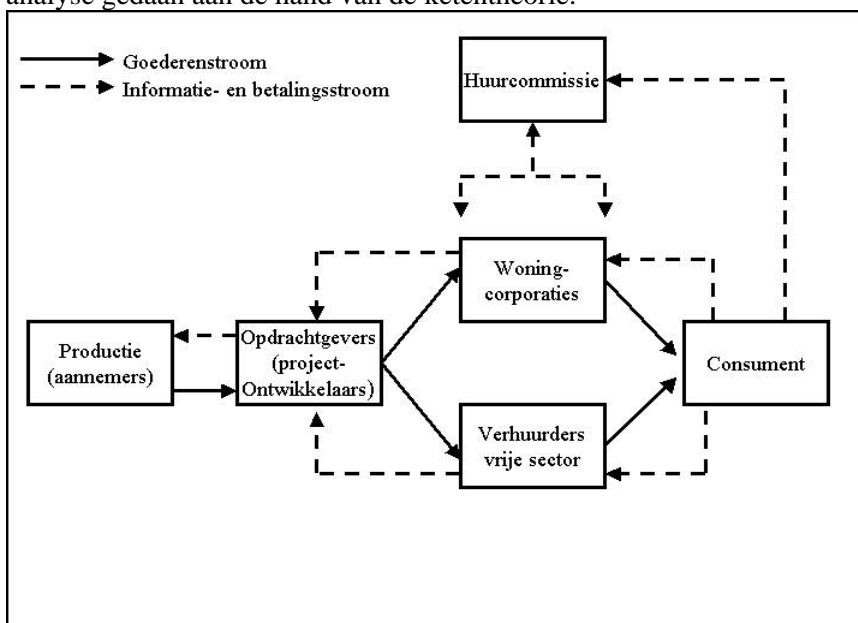 analyse gedaan aan de hand van de ketentheorie.
Goederenstroom
Informatie- en betalingsstroom
Huurcommissie
Woning-
corporaties
Productie
(aannemers)
Opdrachtgevers
(project-
Ontwikkelaars)
Consument
Verhuurders
vrije sector